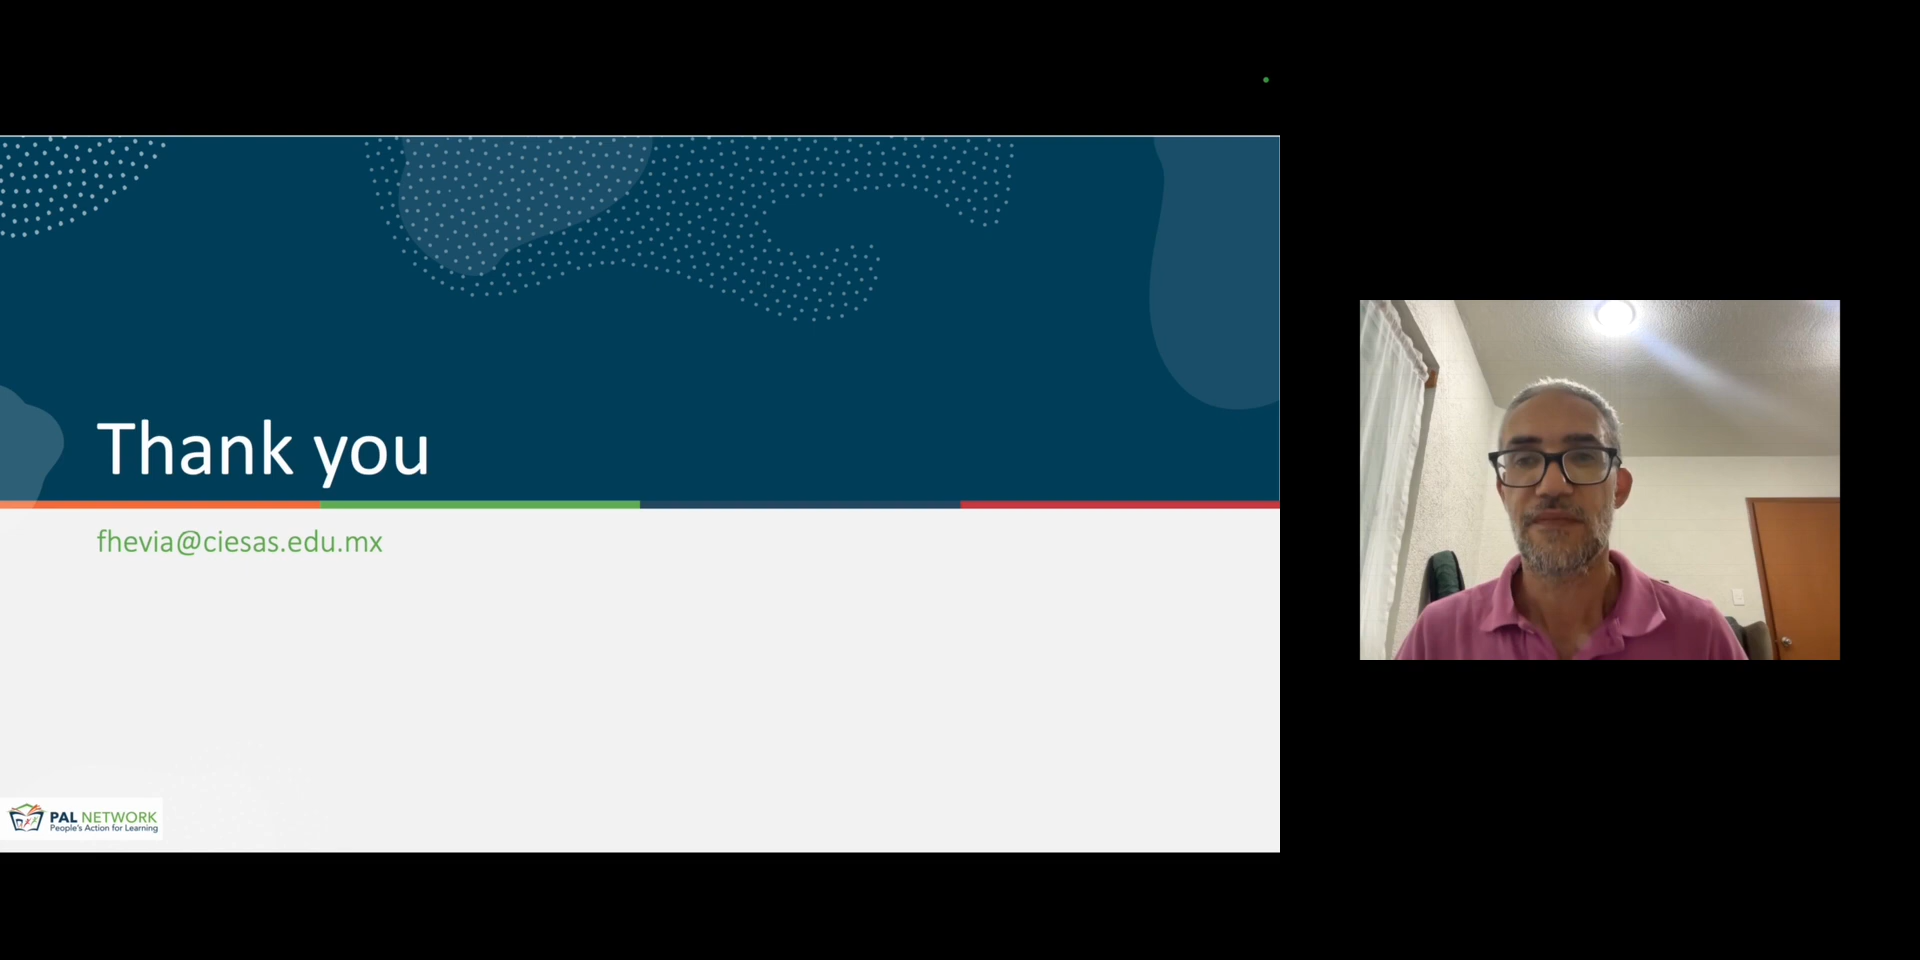 Thank you
fhevia@ciesas.edu.mx
PAL NETWORK
People's Action for Learning